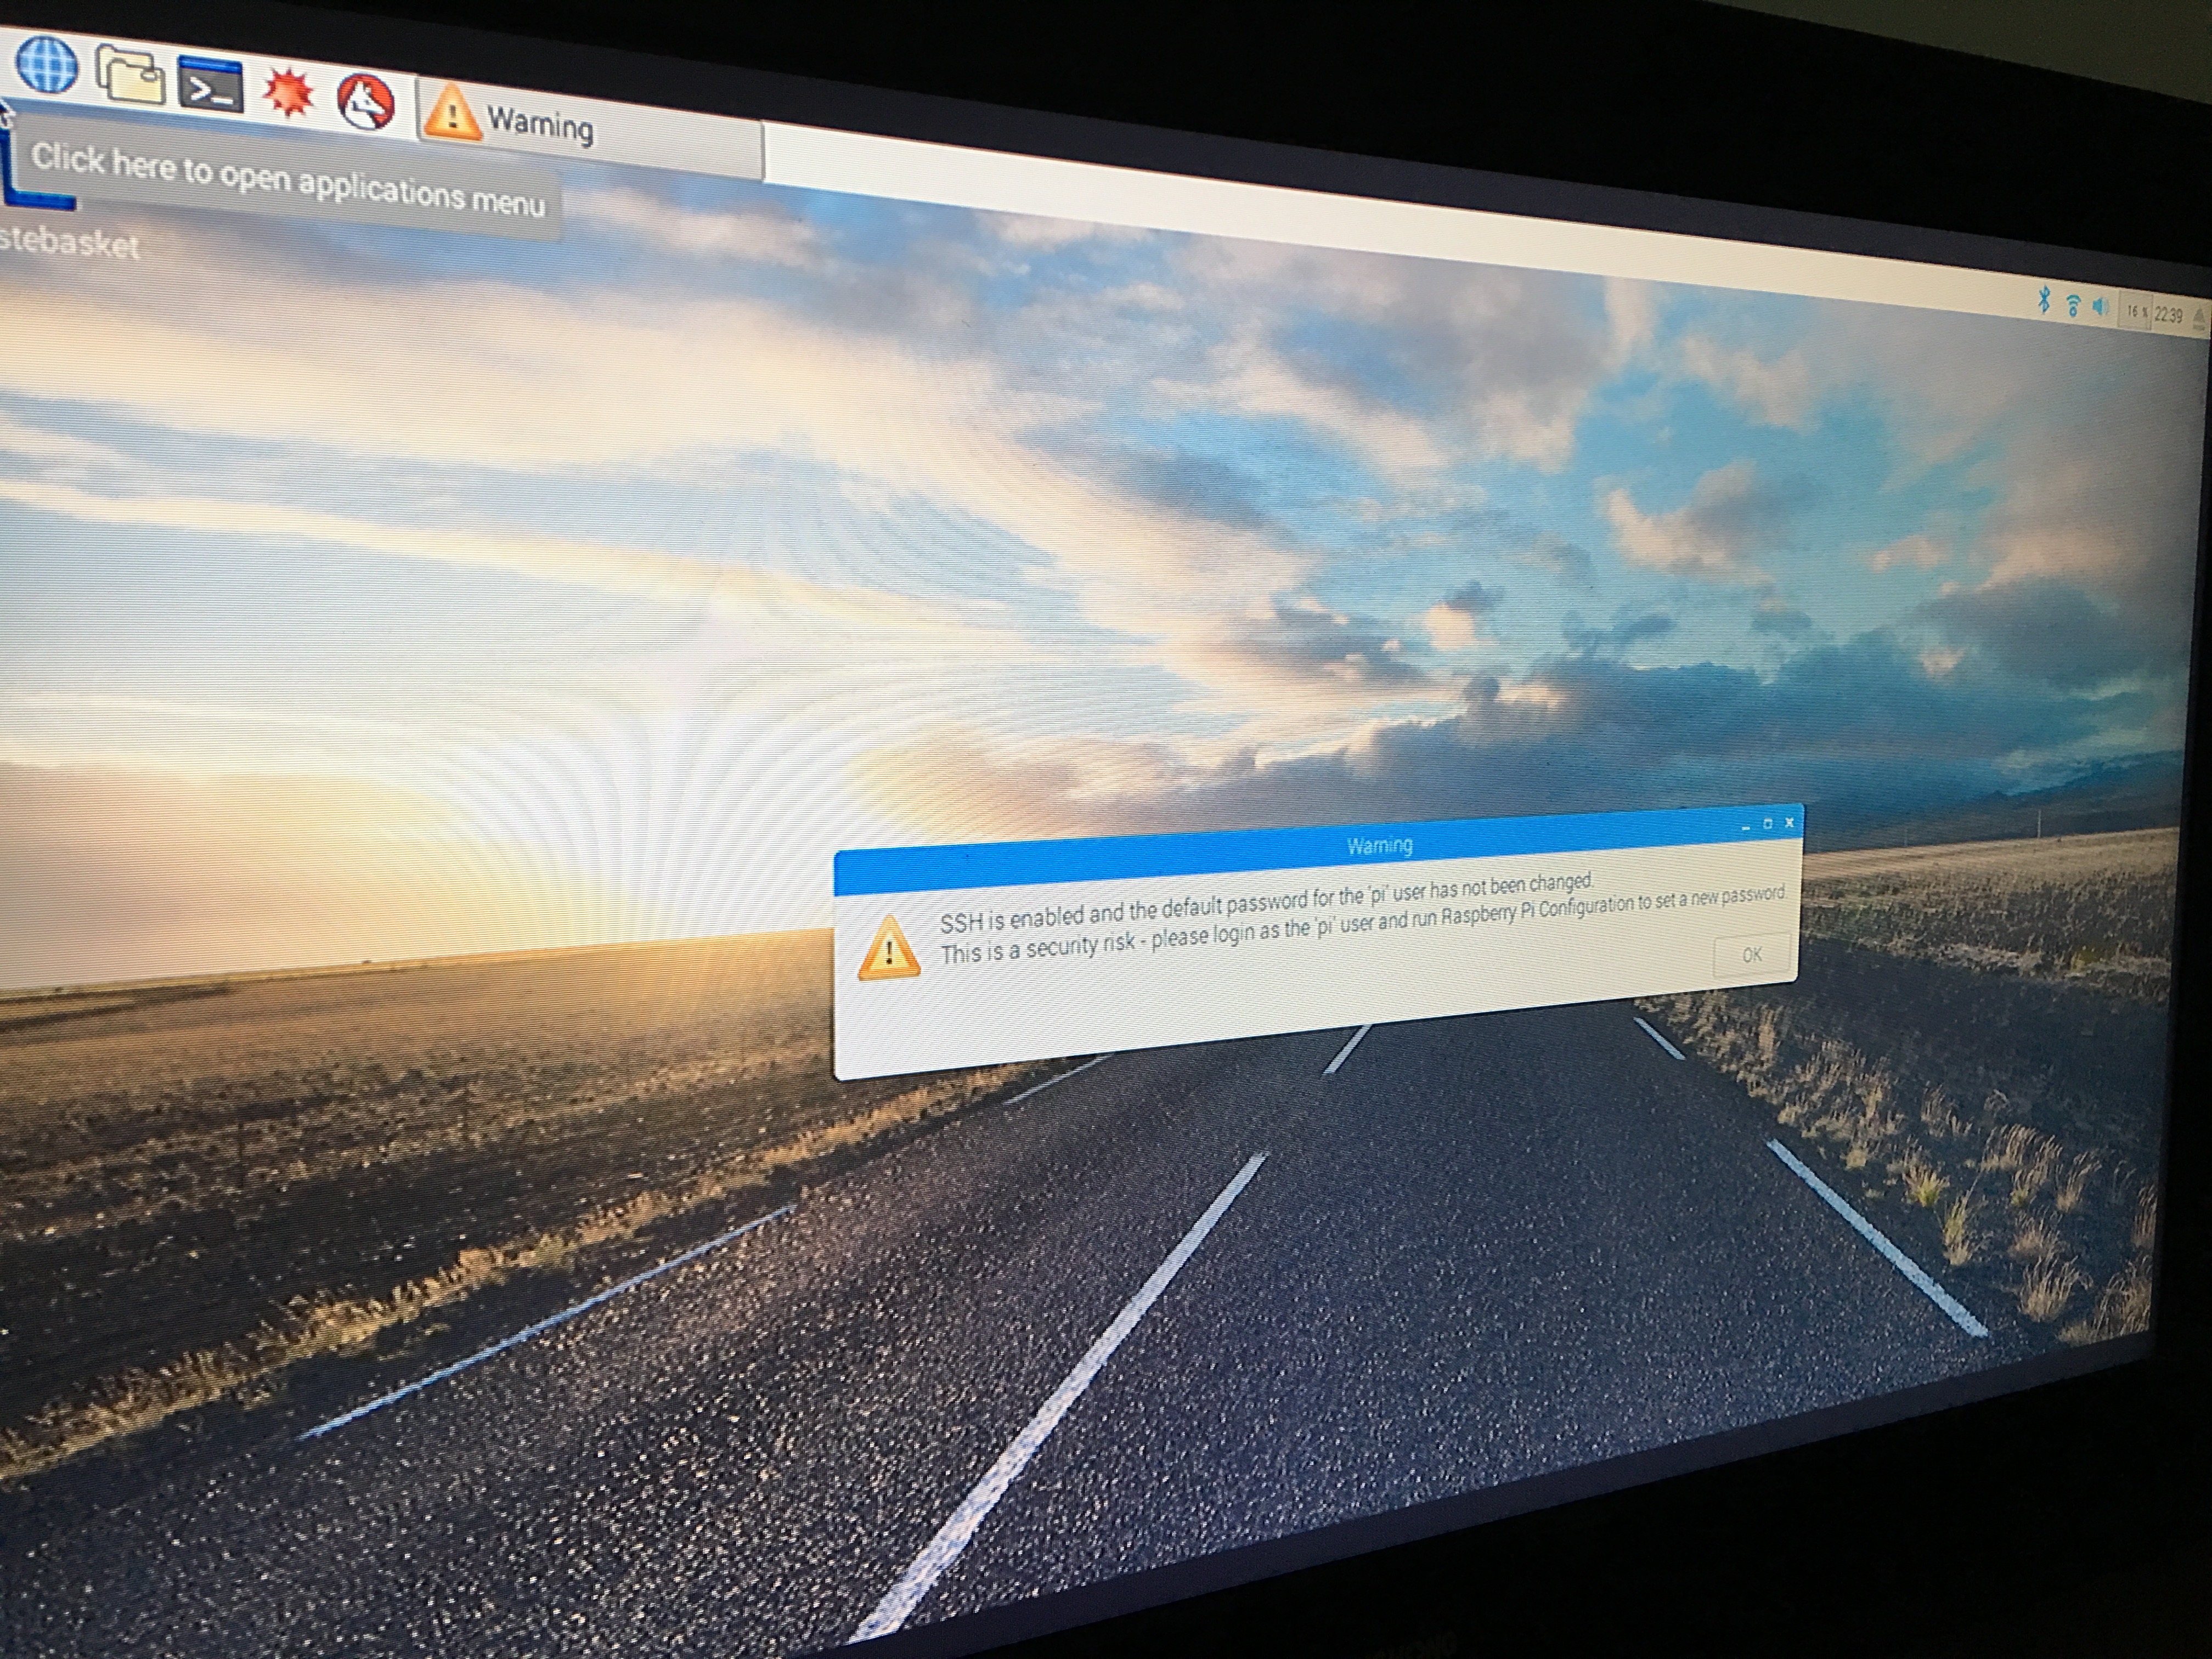 Warning
Click here to open applications menu
stebasket
16 % 22:39
Warning
SSH is enabled and the default password for the 'pi' user has not been changed.
This is a security risk - please login as the 'pi' user and run Raspberry Pi Configuration to set a new password.
OK